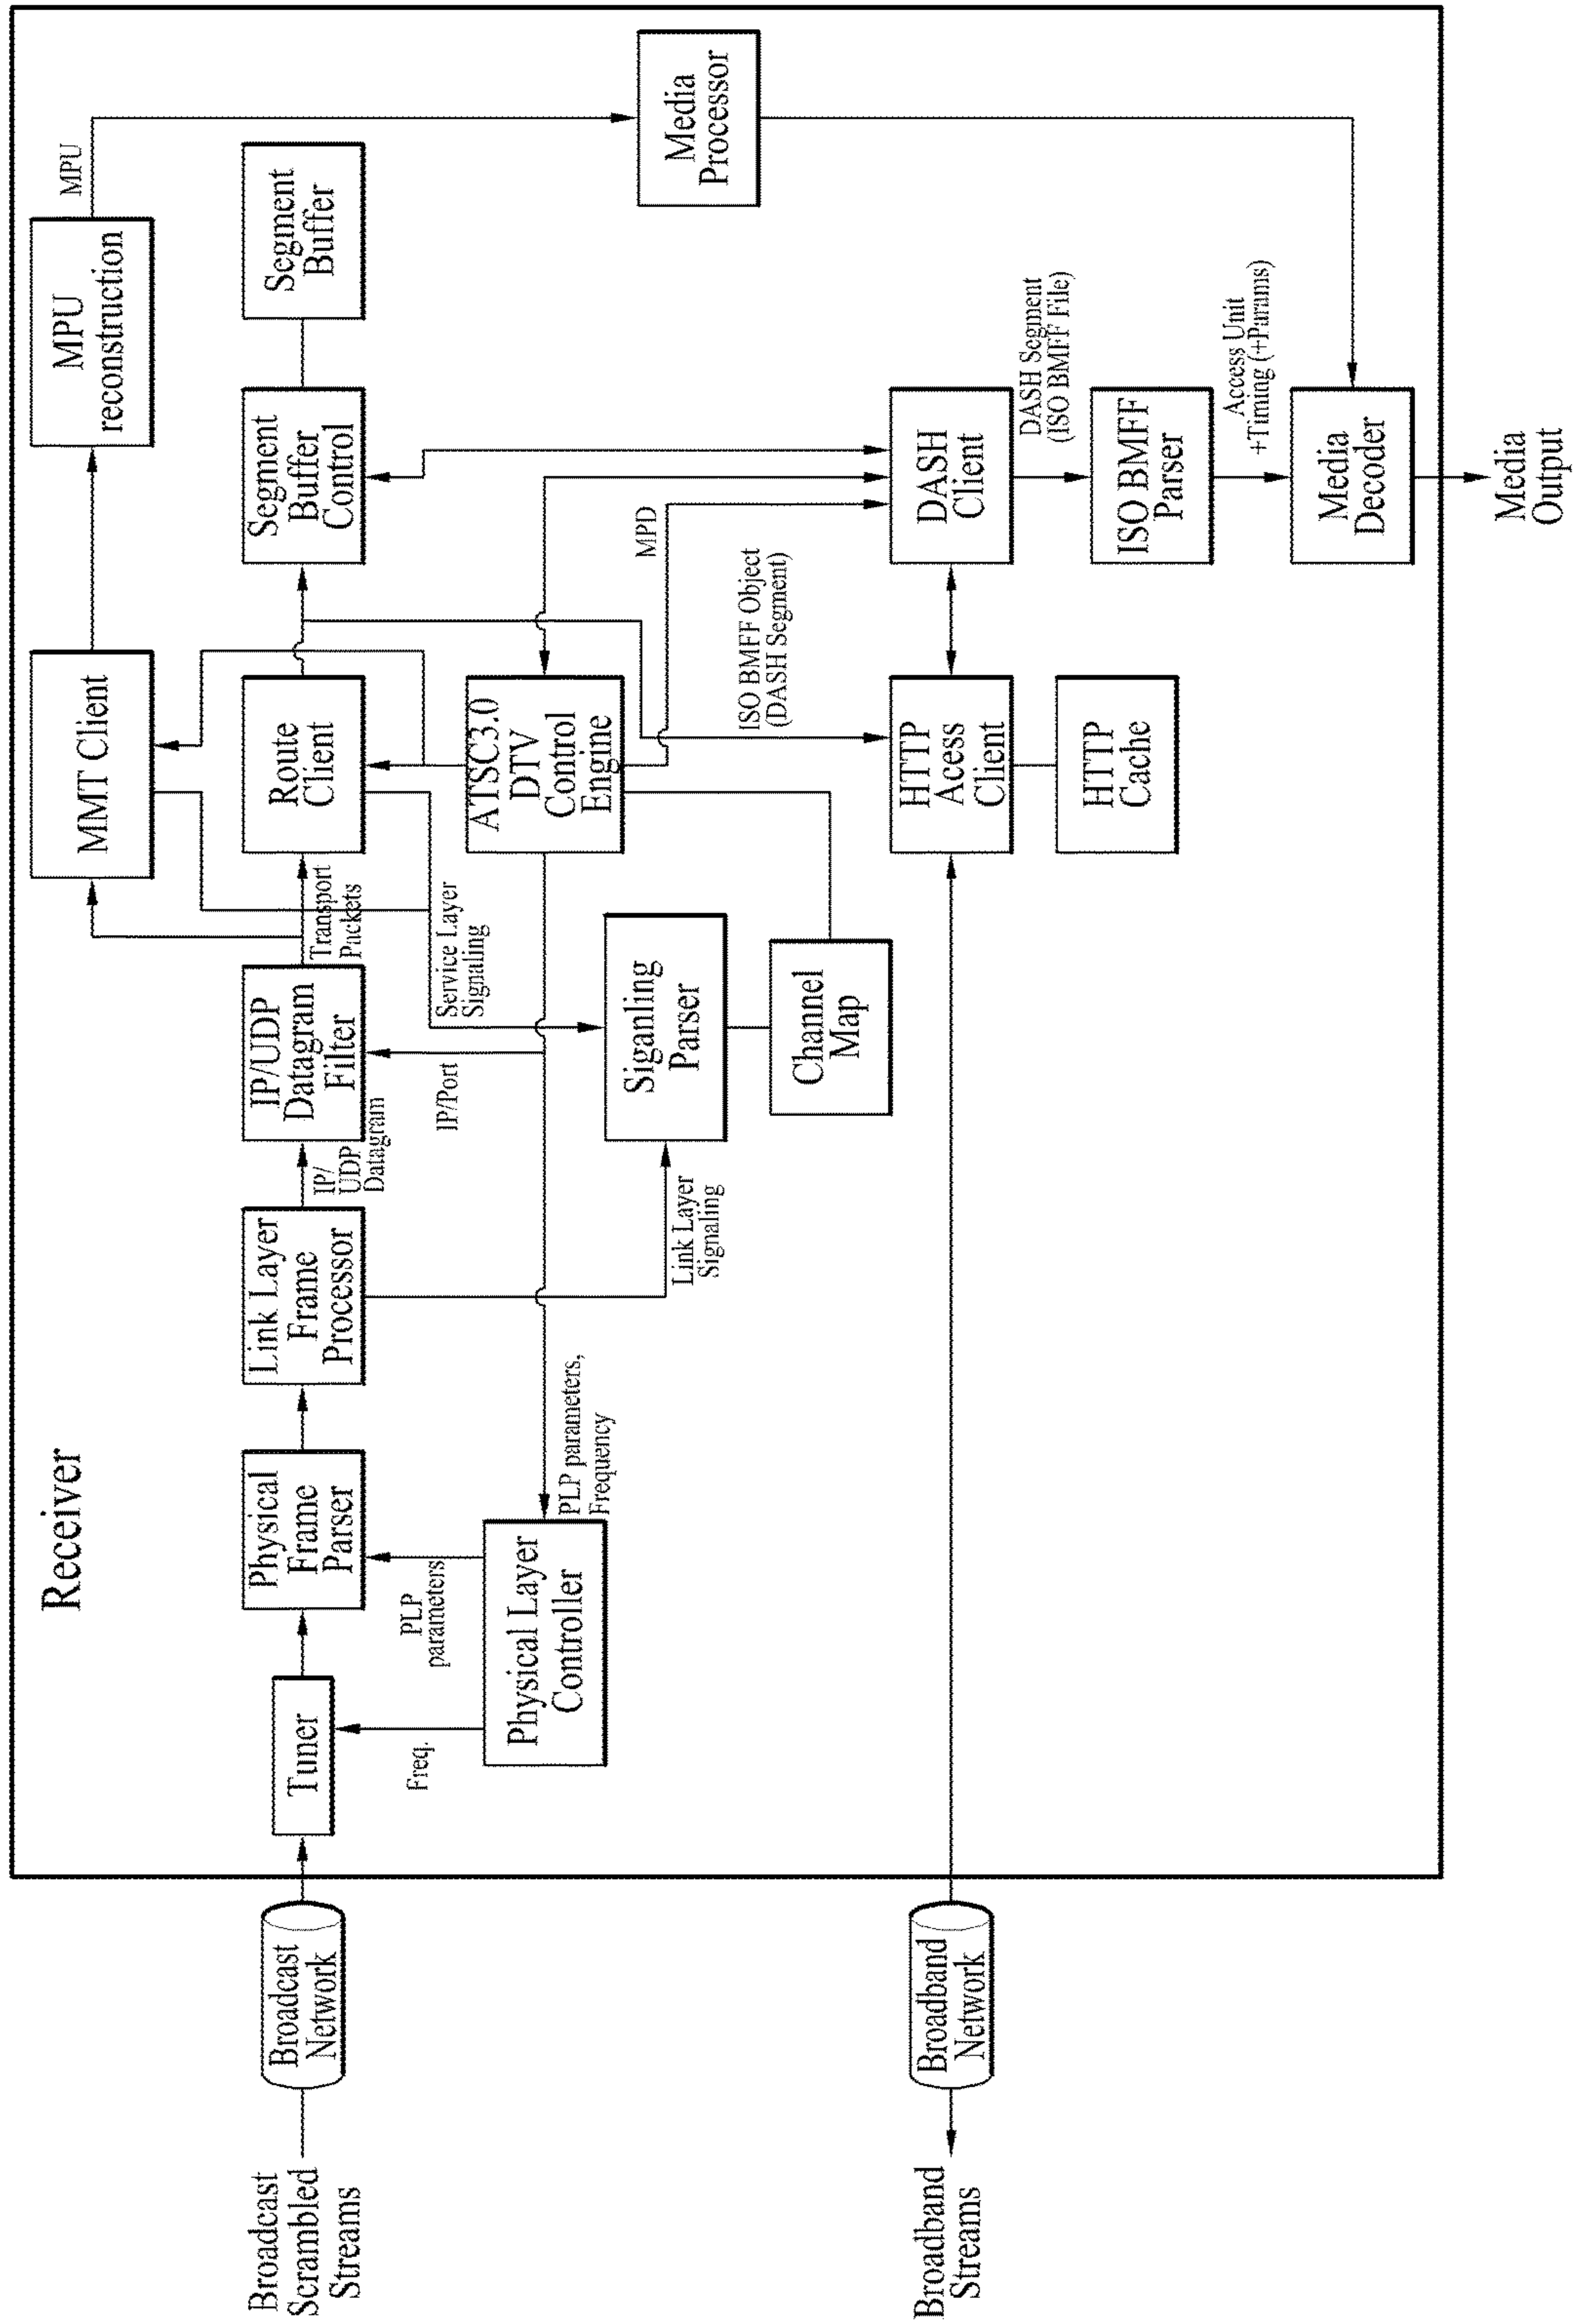 Receiver
Broadcast
Scrambled
Streams
Broadcast
Network
Tuner
Freq.
Physical
Frame
Parser
PLP
parameters
Physical Layer
Controller
PLP parameters,
Frequency
Link Layer
Frame
Processor
IP/
UDP
Datagram
Link Layer
Signaling
IP/UDP
Datagram
Filter
IP/Port
Transport
Packets
Service Layer
Signaling
Siganling
Parser
Channel
Map
MMT Client
Route
Client
ATSC3.0
DTV
Control
Engine
MPU
reconstruction
MPU
Segment
Buffer
Control
Segment
Buffer
Media
Processor
MPD
ISO BMFF Object
(DASH Segment)
Broadband
Streams
Broadband
Network
HTTP
Acess
Client
HTTP
Cache
DASH
Client
DASH Segment
(ISO BMFF File)
ISO BMFF
Parser
Access Unit
+Timing (+Params)
Media
Decoder
Media
Output